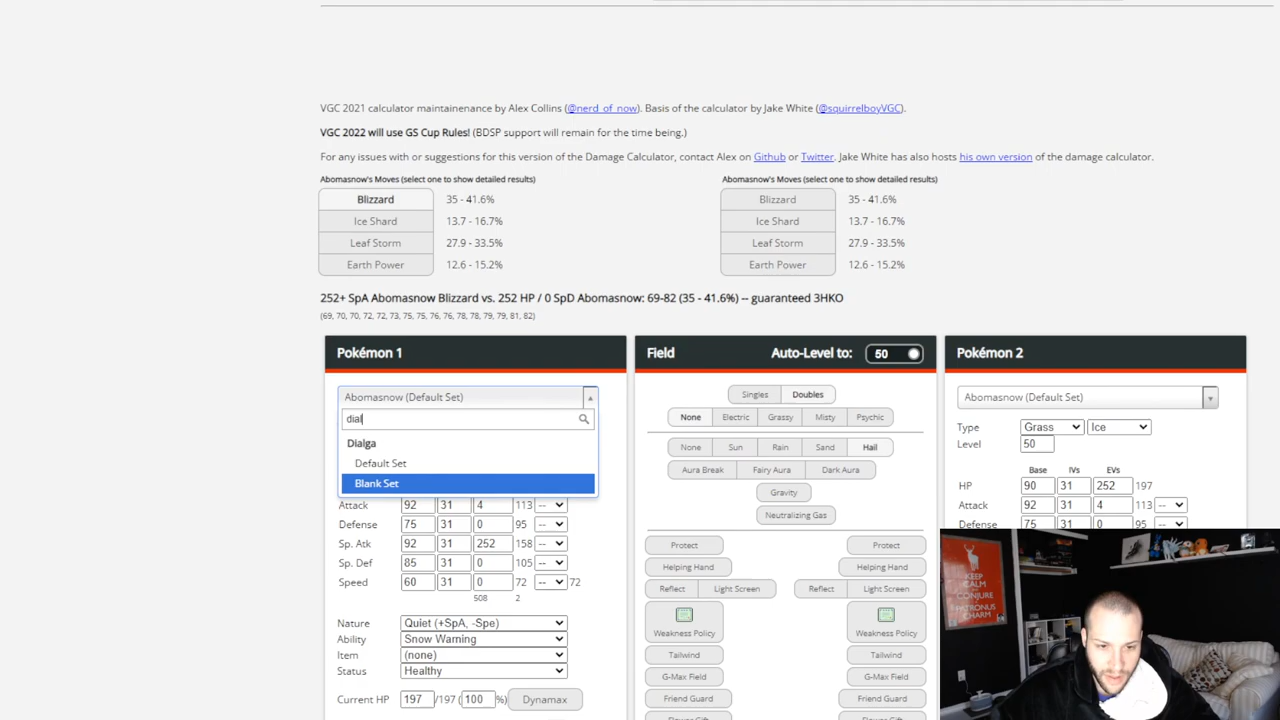 VGC 2021 calculator maintainenance by Alex Collins (@nerd_of_now). Basis of the calculator by Jake White (@squirrelboyVGC).
VGC 2022 will use GS Cup Rules! (BDSP support will remain for the time being.)
For any issues with or suggestions for this version of the Damage Calculator, contact Alex on Github or Twitter. Jake White has also hosts his own version of the damage calculator.
Abomasnow's Moves (select one to show detailed results)
Blizzard 35 - 41.6%
Ice Shard 13.7 - 16.7%
Leaf Storm 27.9 - 33.5%
Earth Power 12.6 - 15.2%
Abomasnow's Moves (select one to show detailed results)
Blizzard 35 - 41.6%
Ice Shard 13.7 - 16.7%
Leaf Storm 27.9 - 33.5%
Earth Power 12.6 - 15.2%
252+ SpA Abomasnow Blizzard vs. 252 HP / 0 SpD Abomasnow: 69-82 (35 - 41.6%) -- guaranteed 3HKO
(69, 70, 70, 72, 72, 73, 75, 75, 76, 76, 78, 78, 79, 79, 81, 82)
Pokémon 1
Abomasnow (Default Set)
dial
Dialga
Default Set
Blank Set
Attack 92 31 4 113 --
Defense 75 31 0 95 --
Sp. Atk 92 31 252 158 --
Sp. Def 85 31 0 105 --
Speed 60 31 0 72 -- 72
508 2
Nature Quiet (+SpA, -Spe)
Ability Snow Warning
Item (none)
Status Healthy
Current HP 197 /197 ( 100 %) Dynamax
Field Auto-Level to: 50
Singles Doubles
None Electric Grassy Misty Psychic
None Sun Rain Sand Hail
Aura Break Fairy Aura Dark Aura
Gravity
Neutralizing Gas
Protect Protect
Helping Hand Helping Hand
Reflect Light Screen Reflect Light Screen
Weakness Policy Weakness Policy
Tailwind Tailwind
G-Max Field G-Max Field
Friend Guard Friend Guard
Pokémon 2
Abomasnow (Default Set)
Type Grass Ice
Level 50
Base IVs EVs
HP 90 31 252 197
Attack 92 31 4 113 --
Defense 75 31 0 95 --
KEEP
CALM
AND
CONJURE
A
PATRONUS
CHARM